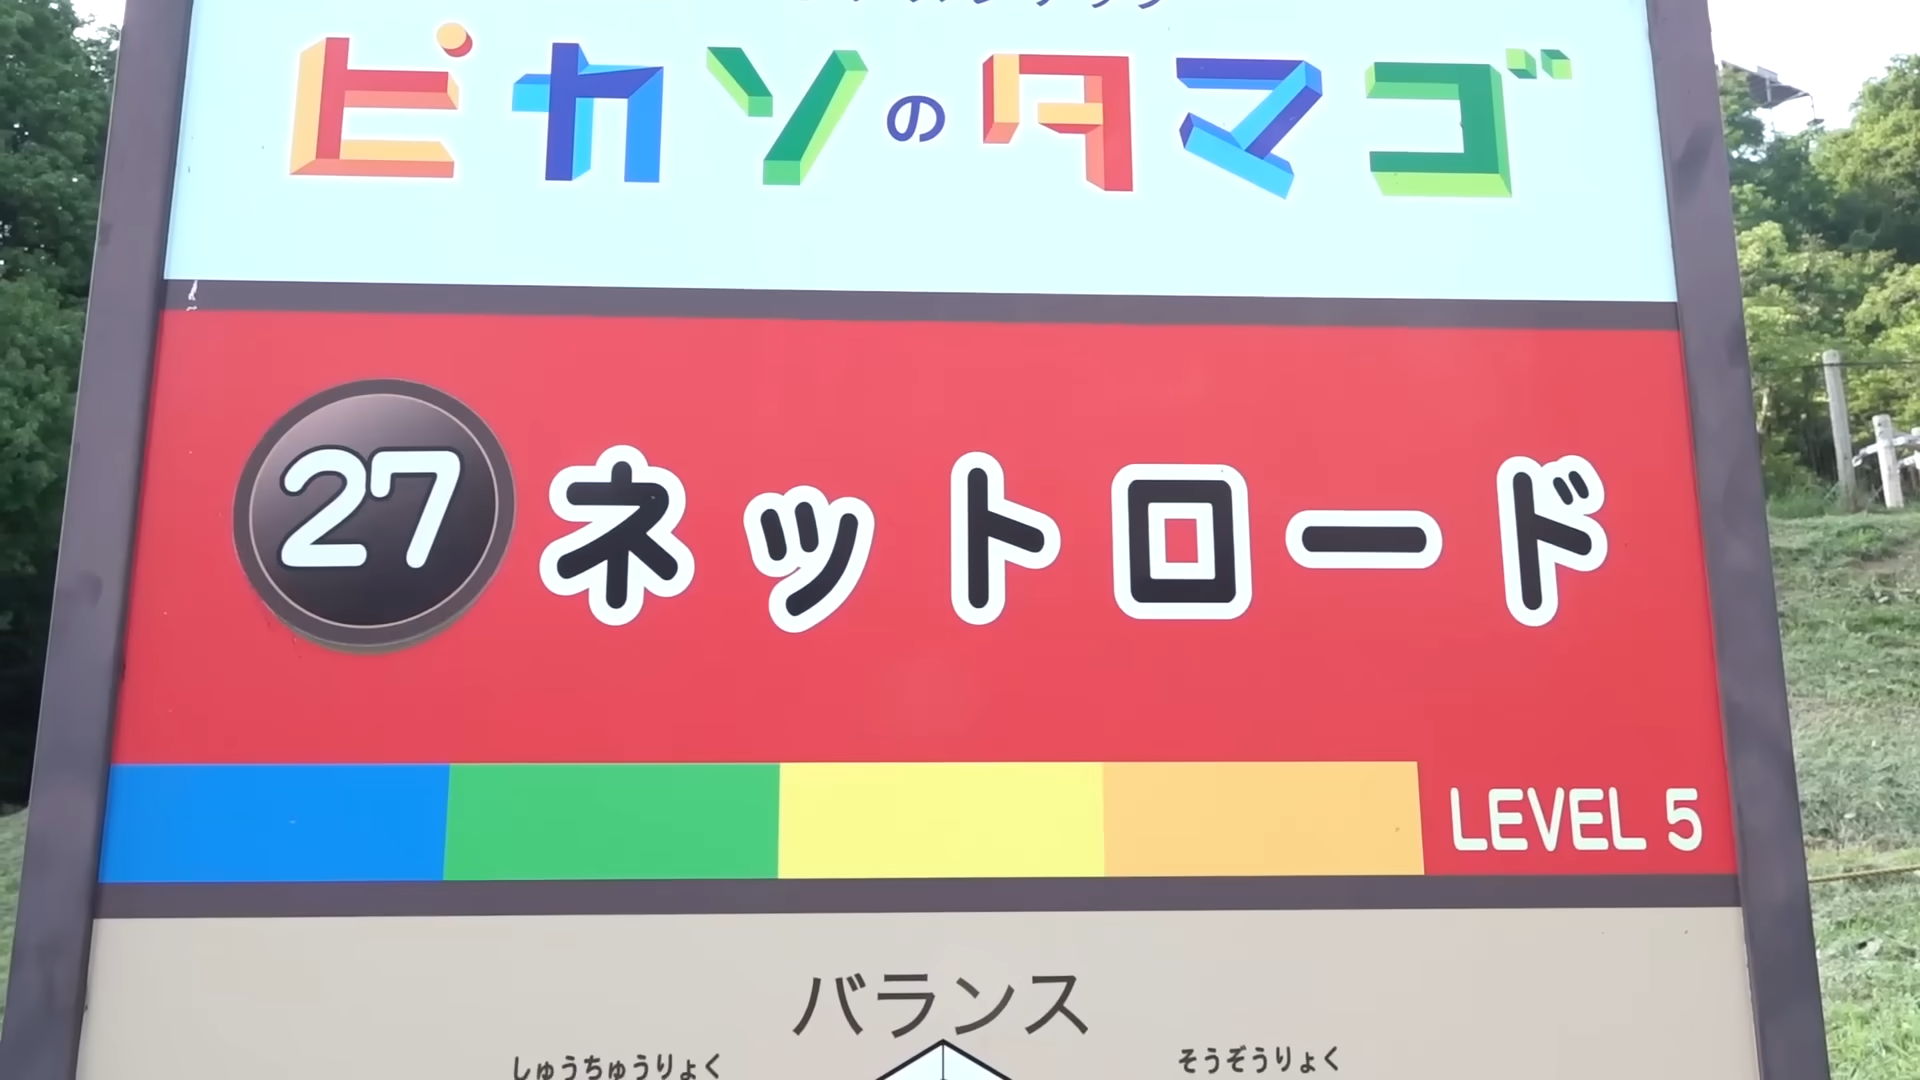 ピカソのタマゴ
27 ネットロード
LEVEL 5
バランス
しゅうちゅうりょく そうぞうりょく